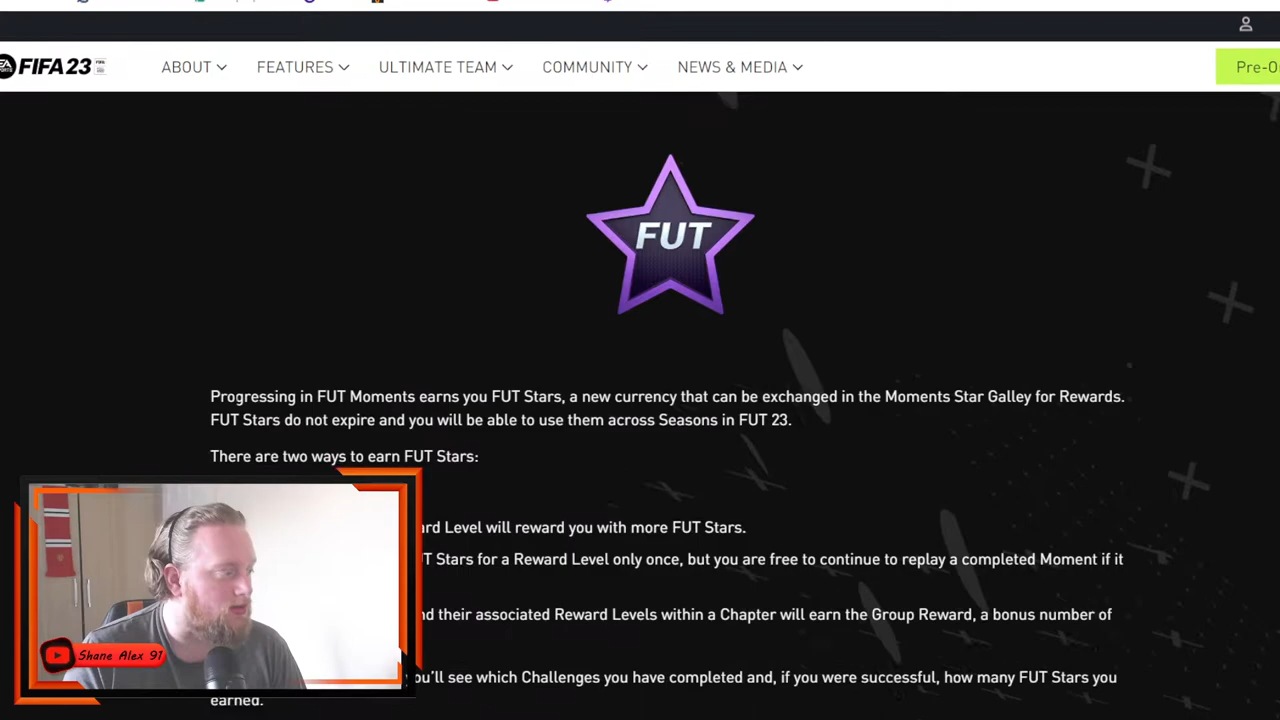 EA SPORTS FIFA 23
ABOUT
FEATURES
ULTIMATE TEAM
COMMUNITY
NEWS & MEDIA
Pre-O
FUT
Progressing in FUT Moments earns you FUT Stars, a new currency that can be exchanged in the Moments Star Galley for Rewards.
FUT Stars do not expire and you will be able to use them across Seasons in FUT 23.
There are two ways to earn FUT Stars:
rd Level will reward you with more FUT Stars.
T Stars for a Reward Level only once, but you are free to continue to replay a completed Moment if it
nd their associated Reward Levels within a Chapter will earn the Group Reward, a bonus number of
ou'll see which Challenges you have completed and, if you were successful, how many FUT Stars you
earned.
Shane Alex 91